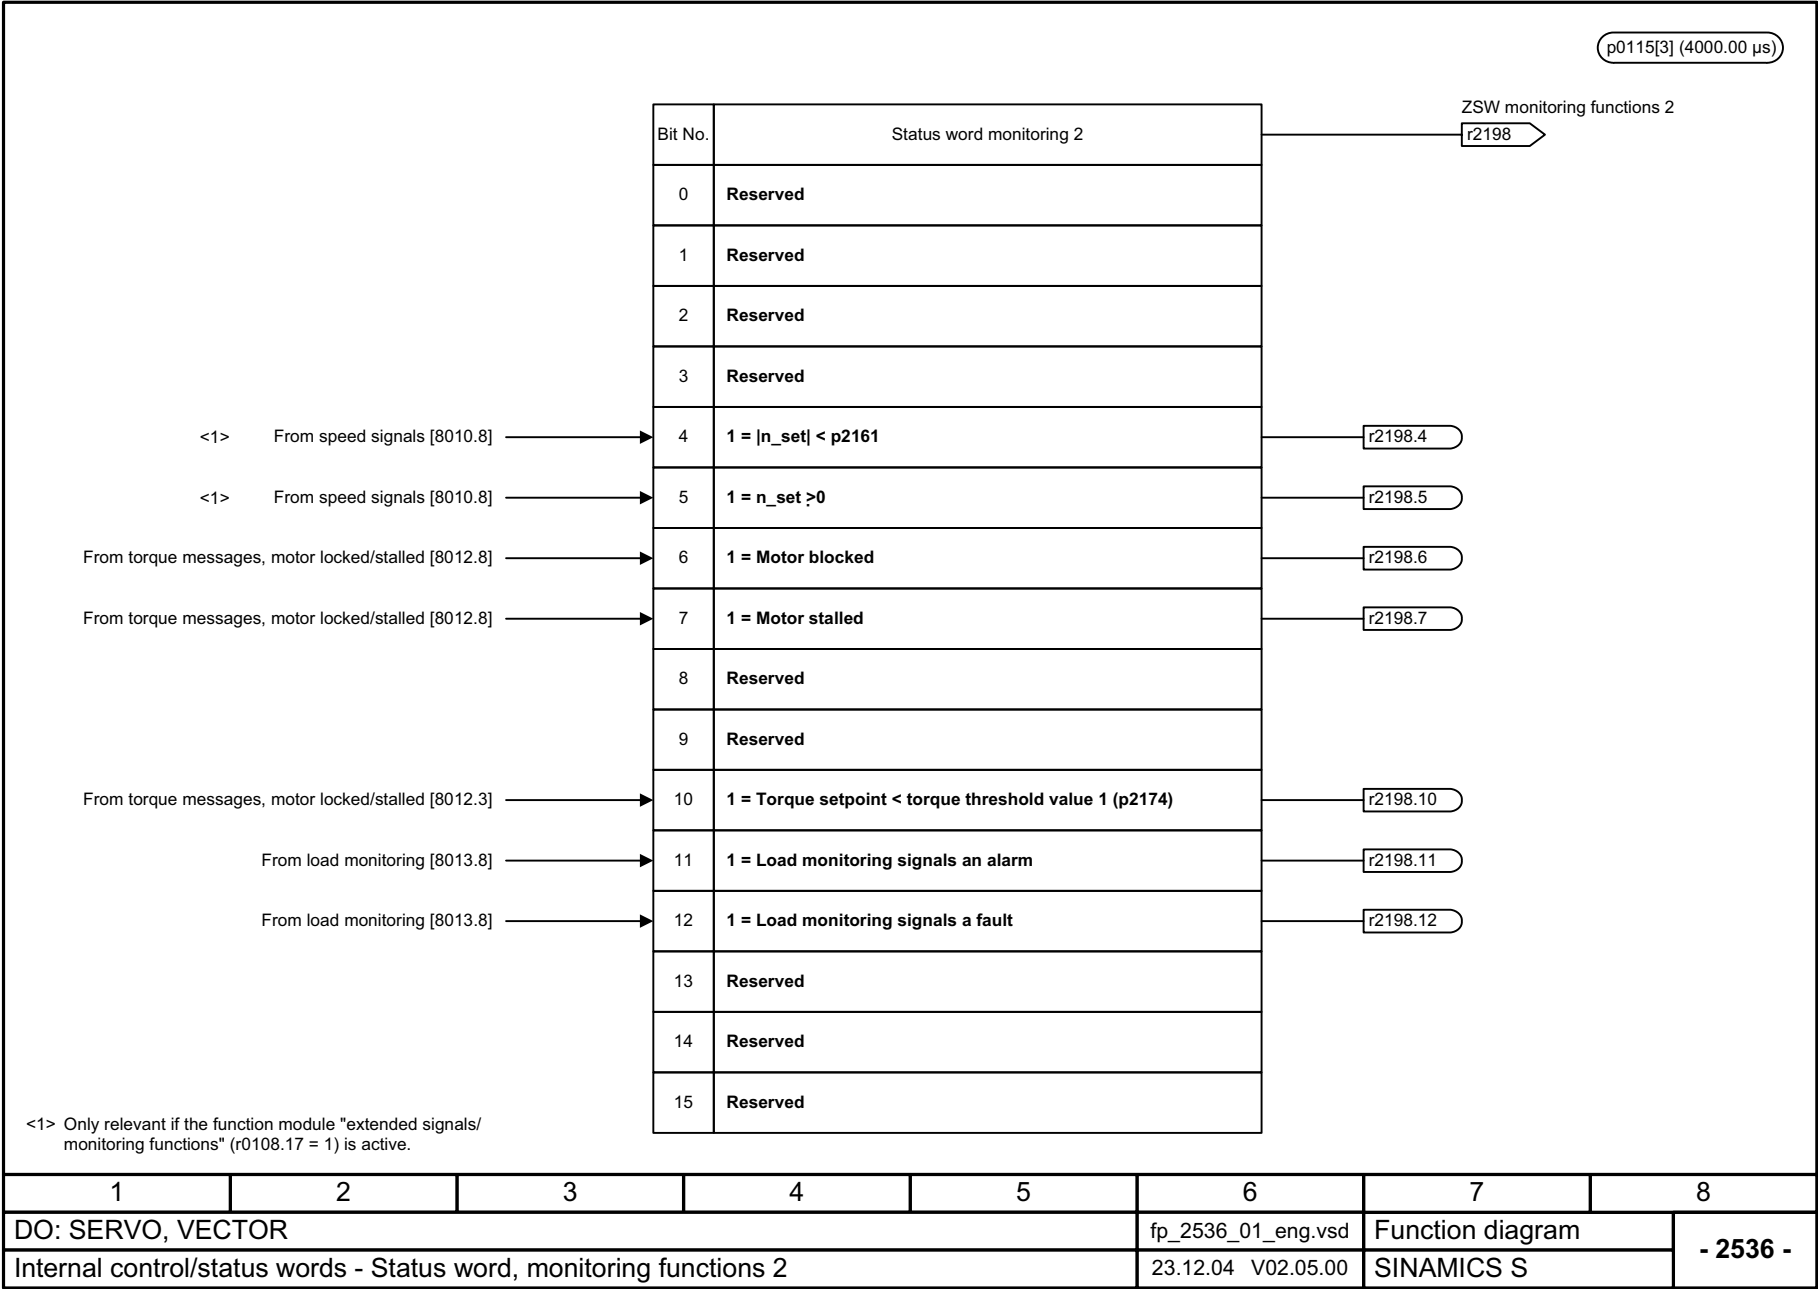 p0115[3] (4000.00 µs)
ZSW monitoring functions 2
Bit No. Status word monitoring 2 r2198
0 Reserved
1 Reserved
2 Reserved
3 Reserved
<1> From speed signals [8010.8] 4 1 = |n_set| < p2161 r2198.4
<1> From speed signals [8010.8] 5 1 = n_set >0 r2198.5
From torque messages, motor locked/stalled [8012.8] 6 1 = Motor blocked r2198.6
From torque messages, motor locked/stalled [8012.8] 7 1 = Motor stalled r2198.7
8 Reserved
9 Reserved
From torque messages, motor locked/stalled [8012.3] 10 1 = Torque setpoint < torque threshold value 1 (p2174) r2198.10
From load monitoring [8013.8] 11 1 = Load monitoring signals an alarm r2198.11
From load monitoring [8013.8] 12 1 = Load monitoring signals a fault r2198.12
13 Reserved
14 Reserved
15 Reserved
<1> Only relevant if the function module "extended signals/
monitoring functions" (r0108.17 = 1) is active.
1 2 3 4 5 6 7 8
DO: SERVO, VECTOR fp_2536_01_eng.vsd Function diagram
- 2536 -
Internal control/status words - Status word, monitoring functions 2 23.12.04 V02.05.00 SINAMICS S